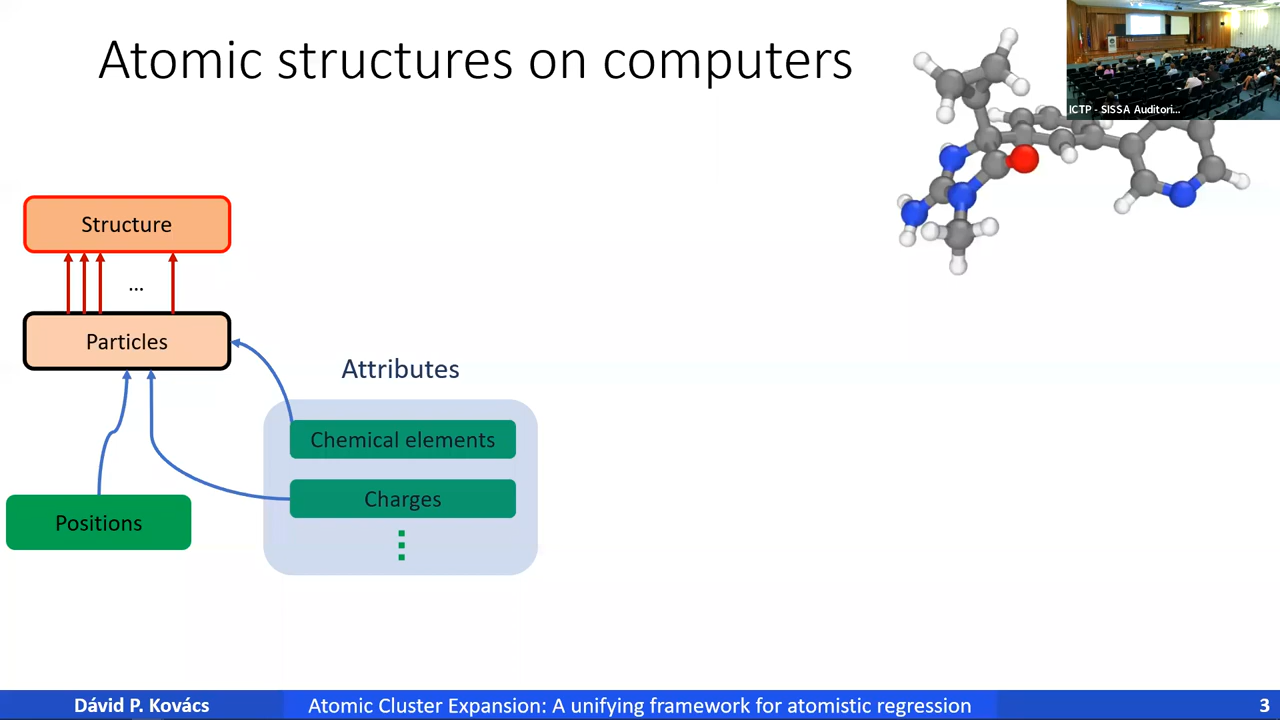 Atomic structures on computers
ICTP - SISSA Auditori...
Structure
...
Particles
Attributes
Chemical elements
Charges
Positions
Dávid P. Kovács
Atomic Cluster Expansion: A unifying framework for atomistic regression
3